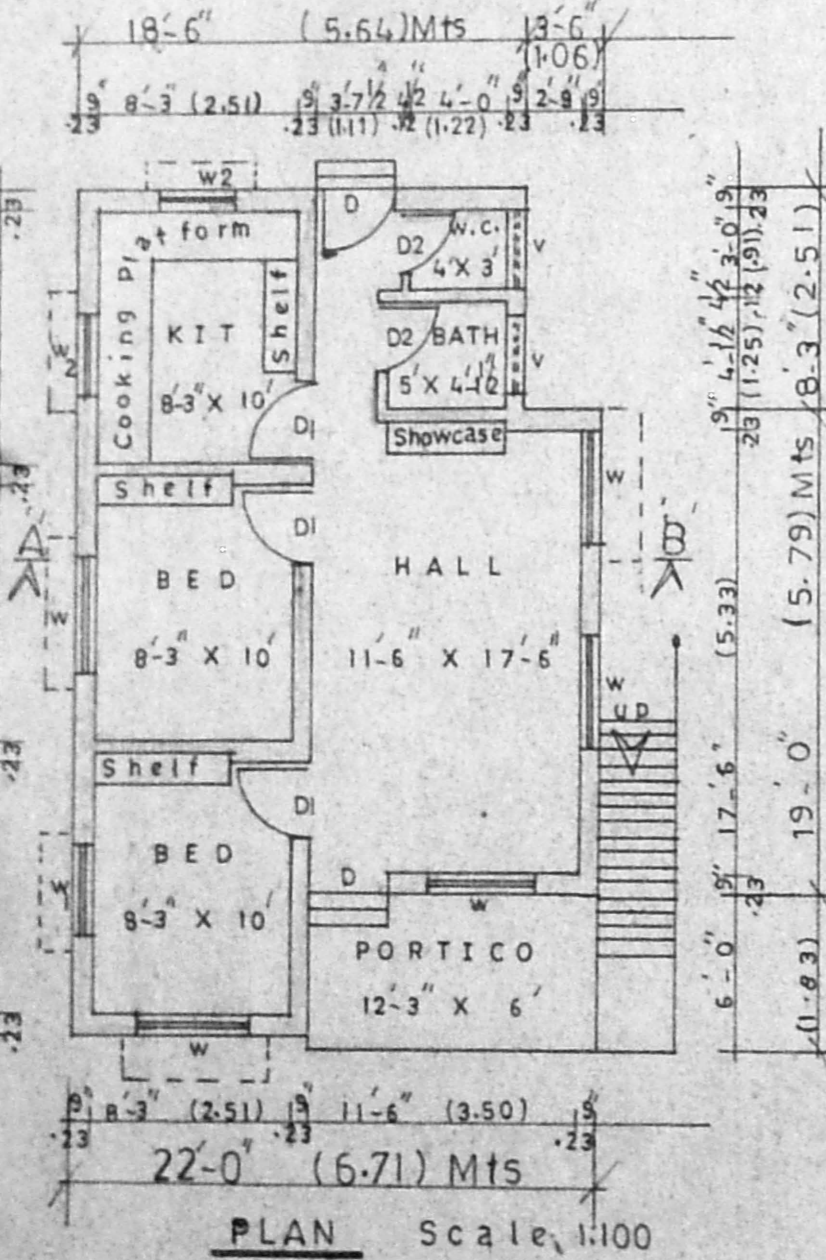 18'-6" (5.64)Mts 3'-6"
(1.06)
9" 8'-3" (2.51) 9" 3'-7½" 4½" 4'-0" 9" 2'-9" 9"
.23 .23 (1.11) .12 (1.22) .23 .23
W2
D
Cooking Platform
W.C.
4' X 3'
D2
V
Shelf
KIT
8'-3" X 10'
D2 BATH
5' X 4'-1½"
V
W2
D1
Showcase
Shelf
D1
HALL
11'-6" X 17'-6"
BED
8'-3" X 10'
W
W
W
UP
'A'
'B'
Shelf
D1
BED
8'-3" X 10'
W
D
W
PORTICO
12'-3" X 6'
W
.23
.23
.23
.23
9" 4'-1½" 4½" 3'-0" 9"
.23 (1.25) .12 (.91) .23
8'-3" (2.51)
(5.33)
17'-6"
9"
.23
19'-0" (5.79) Mts
6'-0"
(1.83)
9" 8'-3" (2.51) 9" 11'-6" (3.50) 9"
.23 .23 .23
22'-0" (6.71) Mts
PLAN Scale, 1:100